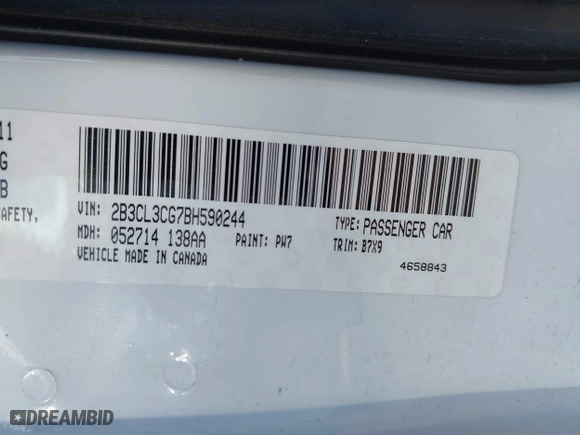 11
G
B
AFETY,
VIN: 2B3CL3CG7BH590244
TYPE: PASSENGER CAR
MDH: 052714 138AA PAINT: PW7 TRIM: B7X9
VEHICLE MADE IN CANADA
4658843
DREAMBID